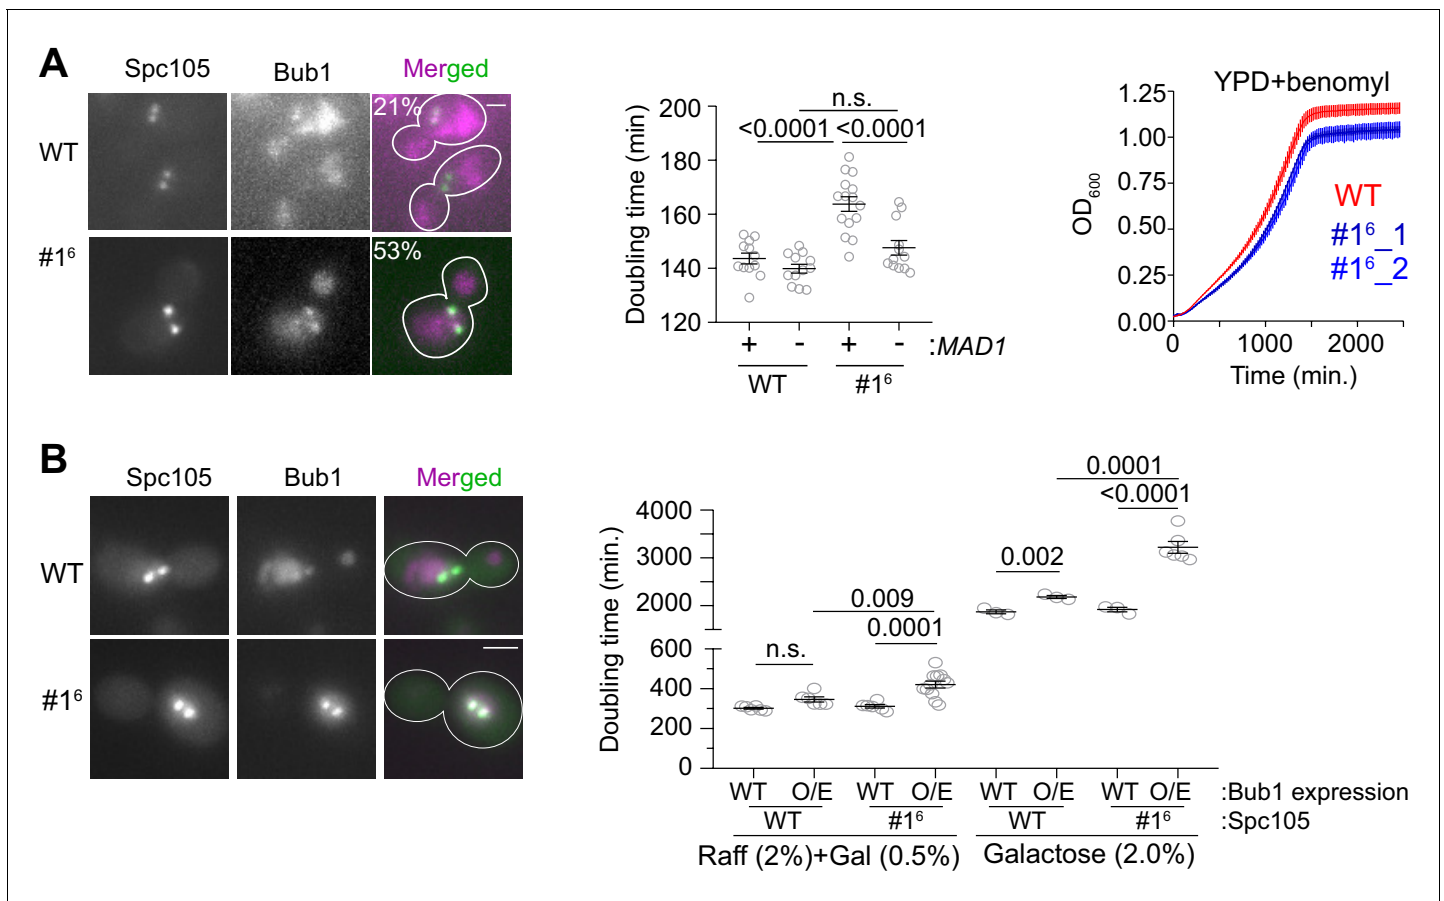 A
Spc105 Bub1 Merged
WT
21%
#1⁶
53%
Doubling time (min)
200
180
160
140
120
n.s.
<0.0001 <0.0001
+ - + - :MAD1
WT #1⁶
YPD+benomyl
OD600
1.25
1.00
0.75
0.50
0.25
0.00
WT
#1⁶_1
#1⁶_2
0 1000 2000
Time (min.)
B
Spc105 Bub1 Merged
WT
#1⁶
Doubling time (min.)
4000
3000
2000
600
400
200
0
n.s.
0.009
0.0001
0.002
0.0001
<0.0001
WT O/E WT O/E WT O/E WT O/E :Bub1 expression
WT #1⁶ WT #1⁶ :Spc105
Raff (2%)+Gal (0.5%) Galactose (2.0%)